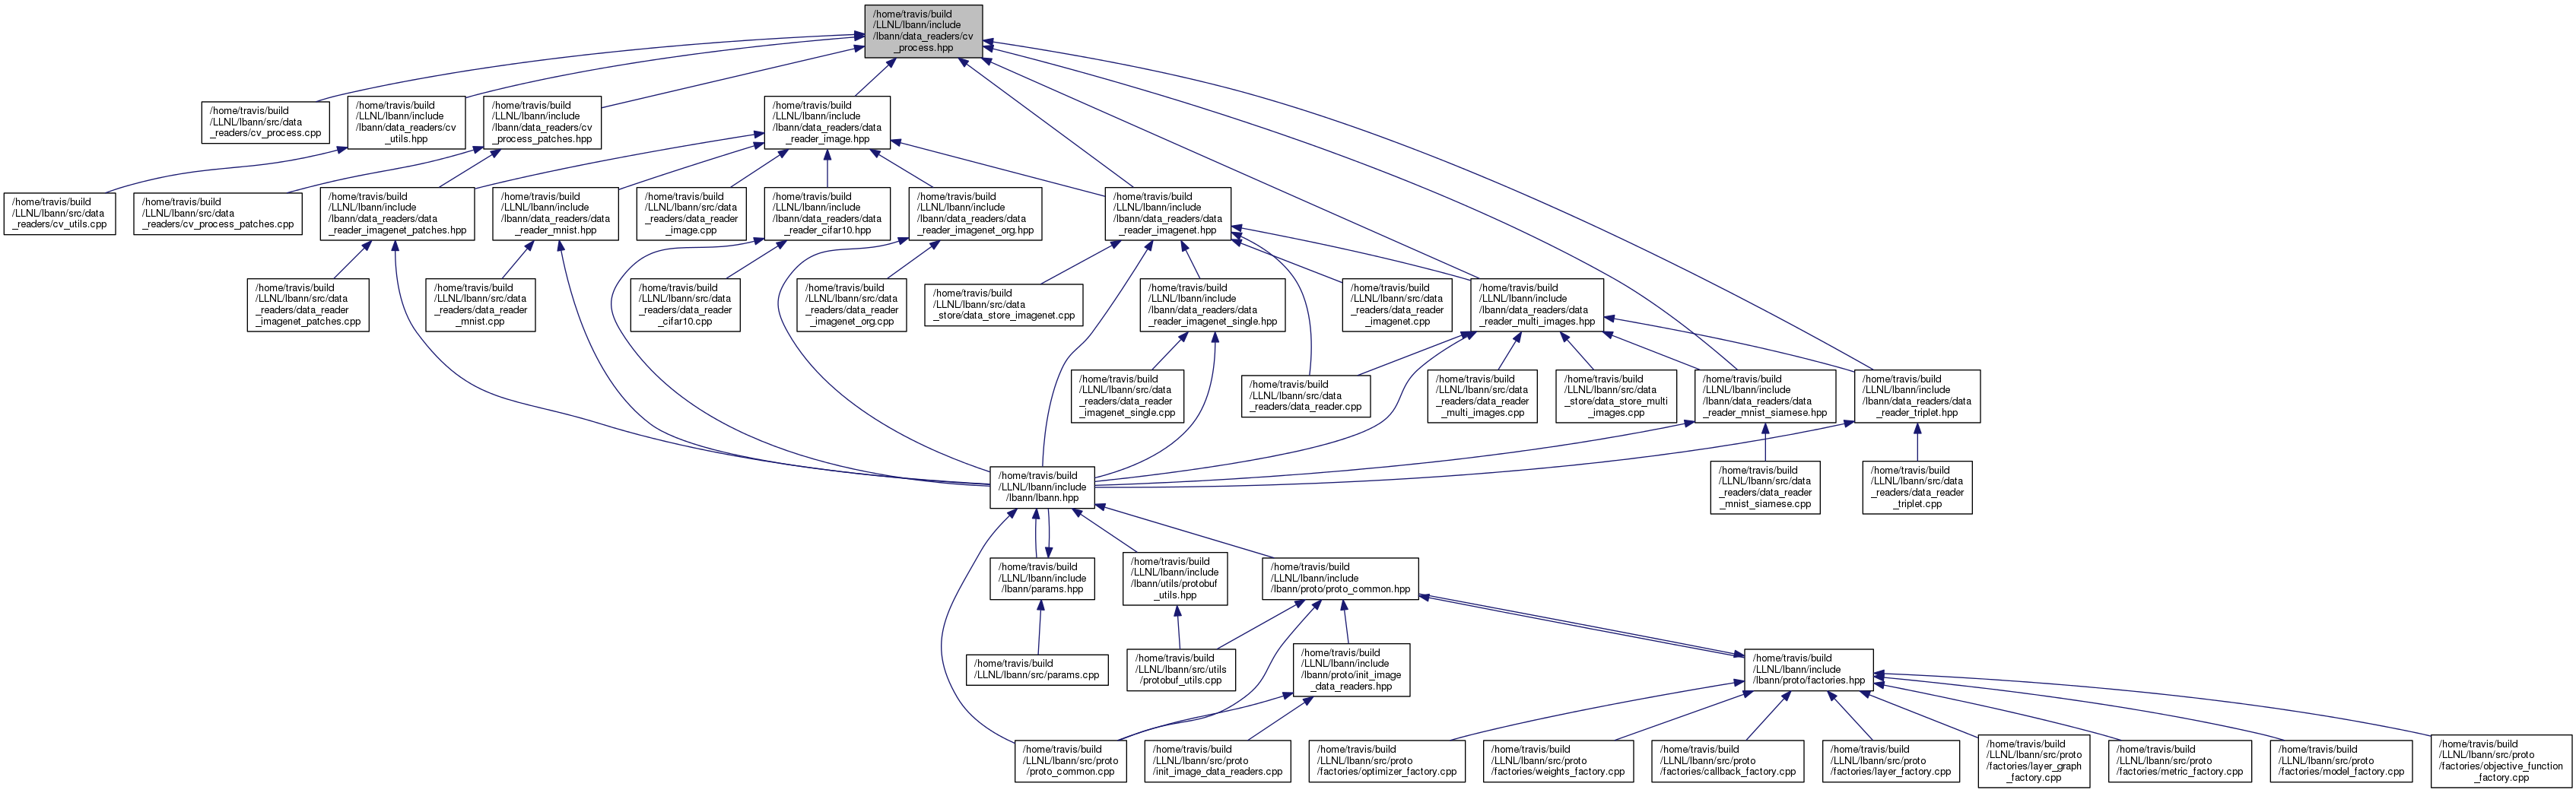 /home/travis/build
/LLNL/lbann/include
/lbann/data_readers/cv
_process.hpp
/home/travis/build
/LLNL/lbann/src/data
_readers/cv_process.cpp
/home/travis/build
/LLNL/lbann/include
/lbann/data_readers/cv
_utils.hpp
/home/travis/build
/LLNL/lbann/include
/lbann/data_readers/cv
_process_patches.hpp
/home/travis/build
/LLNL/lbann/include
/lbann/data_readers/data
_reader_image.hpp
/home/travis/build
/LLNL/lbann/src/data
_readers/cv_utils.cpp
/home/travis/build
/LLNL/lbann/src/data
_readers/cv_process_patches.cpp
/home/travis/build
/LLNL/lbann/include
/lbann/data_readers/data
_reader_imagenet_patches.hpp
/home/travis/build
/LLNL/lbann/include
/lbann/data_readers/data
_reader_mnist.hpp
/home/travis/build
/LLNL/lbann/src/data
_readers/data_reader
_image.cpp
/home/travis/build
/LLNL/lbann/include
/lbann/data_readers/data
_reader_cifar10.hpp
/home/travis/build
/LLNL/lbann/include
/lbann/data_readers/data
_reader_imagenet_org.hpp
/home/travis/build
/LLNL/lbann/include
/lbann/data_readers/data
_reader_imagenet.hpp
/home/travis/build
/LLNL/lbann/src/data
_readers/data_reader
_imagenet_patches.cpp
/home/travis/build
/LLNL/lbann/src/data
_readers/data_reader
_mnist.cpp
/home/travis/build
/LLNL/lbann/src/data
_readers/data_reader
_cifar10.cpp
/home/travis/build
/LLNL/lbann/src/data
_readers/data_reader
_imagenet_org.cpp
/home/travis/build
/LLNL/lbann/src/data
_store/data_store_imagenet.cpp
/home/travis/build
/LLNL/lbann/include
/lbann/data_readers/data
_reader_imagenet_single.hpp
/home/travis/build
/LLNL/lbann/src/data
_readers/data_reader
_imagenet.cpp
/home/travis/build
/LLNL/lbann/include
/lbann/data_readers/data
_reader_multi_images.hpp
/home/travis/build
/LLNL/lbann/src/data
_readers/data_reader
_imagenet_single.cpp
/home/travis/build
/LLNL/lbann/src/data
_readers/data_reader.cpp
/home/travis/build
/LLNL/lbann/src/data
_readers/data_reader
_multi_images.cpp
/home/travis/build
/LLNL/lbann/src/data
_store/data_store_multi
_images.cpp
/home/travis/build
/LLNL/lbann/include
/lbann/data_readers/data
_reader_mnist_siamese.hpp
/home/travis/build
/LLNL/lbann/include
/lbann/data_readers/data
_reader_triplet.hpp
/home/travis/build
/LLNL/lbann/include
/lbann/lbann.hpp
/home/travis/build
/LLNL/lbann/src/data
_readers/data_reader
_mnist_siamese.cpp
/home/travis/build
/LLNL/lbann/src/data
_readers/data_reader
_triplet.cpp
/home/travis/build
/LLNL/lbann/include
/lbann/params.hpp
/home/travis/build
/LLNL/lbann/include
/lbann/utils/protobuf
_utils.hpp
/home/travis/build
/LLNL/lbann/include
/lbann/proto/proto_common.hpp
/home/travis/build
/LLNL/lbann/src/params.cpp
/home/travis/build
/LLNL/lbann/src/utils
/protobuf_utils.cpp
/home/travis/build
/LLNL/lbann/include
/lbann/proto/init_image
_data_readers.hpp
/home/travis/build
/LLNL/lbann/include
/lbann/proto/factories.hpp
/home/travis/build
/LLNL/lbann/src/proto
/proto_common.cpp
/home/travis/build
/LLNL/lbann/src/proto
/init_image_data_readers.cpp
/home/travis/build
/LLNL/lbann/src/proto
/factories/optimizer_factory.cpp
/home/travis/build
/LLNL/lbann/src/proto
/factories/weights_factory.cpp
/home/travis/build
/LLNL/lbann/src/proto
/factories/callback_factory.cpp
/home/travis/build
/LLNL/lbann/src/proto
/factories/layer_factory.cpp
/home/travis/build
/LLNL/lbann/src/proto
/factories/layer_graph
_factory.cpp
/home/travis/build
/LLNL/lbann/src/proto
/factories/metric_factory.cpp
/home/travis/build
/LLNL/lbann/src/proto
/factories/model_factory.cpp
/home/travis/build
/LLNL/lbann/src/proto
/factories/objective_function
_factory.cpp